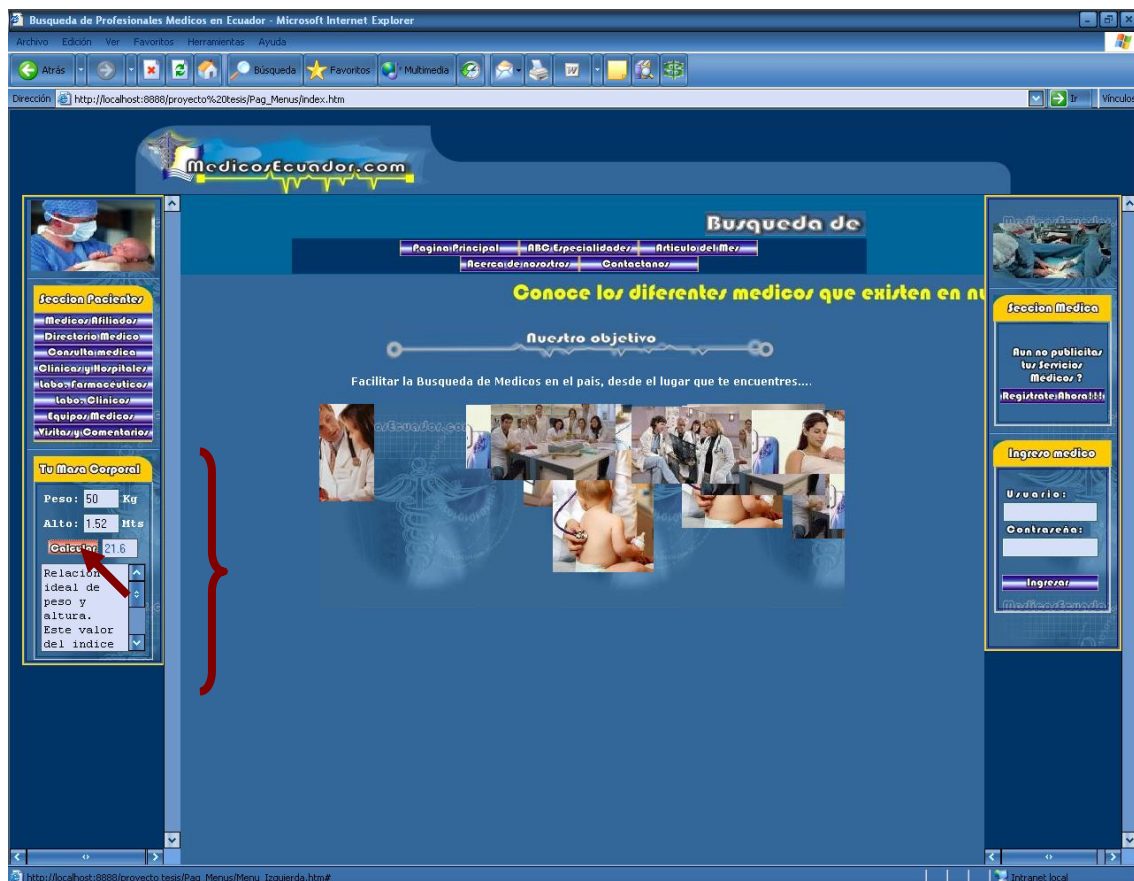 Busqueda de Profesionales Medicos en Ecuador - Microsoft Internet Explorer
Archivo Edición Ver Favoritos Herramientas Ayuda
Atrás Búsqueda Favoritos Multimedia
Dirección http://localhost:8888/proyecto%20tesis/Pag_Menus/index.htm Ir Vínculos
MedicosEcuador.com
Busqueda de
Pagina Principal ABC Especialidades Articulo del Mes
Acerca de nosostros Contactanos
Conoce los diferentes medicos que existen en nu
Nuestro objetivo
Facilitar la Busqueda de Medicos en el pais, desde el lugar que te encuentres....
Seccion Pacientes
Medicos Afiliados
Directorio Medico
Consulta medica
Clinicas y Hospitales
Labo. Farmaceuticos
Labo. Clinicos
Equipos Medicos
Visitas y Comentarios
Tu Masa Corporal
Peso: 50 Kg
Alto: 1.52 Mts
Calcular 21.6
Relación
ideal de
peso y
altura.
Este valor
del indice
Seccion Medica
Aun no publicitas
tus Servicios
Médicos ?
Registrate Ahora!!!
Ingreso medico
Usuario:
Contraseña:
Ingresar
MedicosEcuador
http://localhost:8888/proyecto tesis/Pag_Menus/Menu_Izquierda.htm#
Intranet local